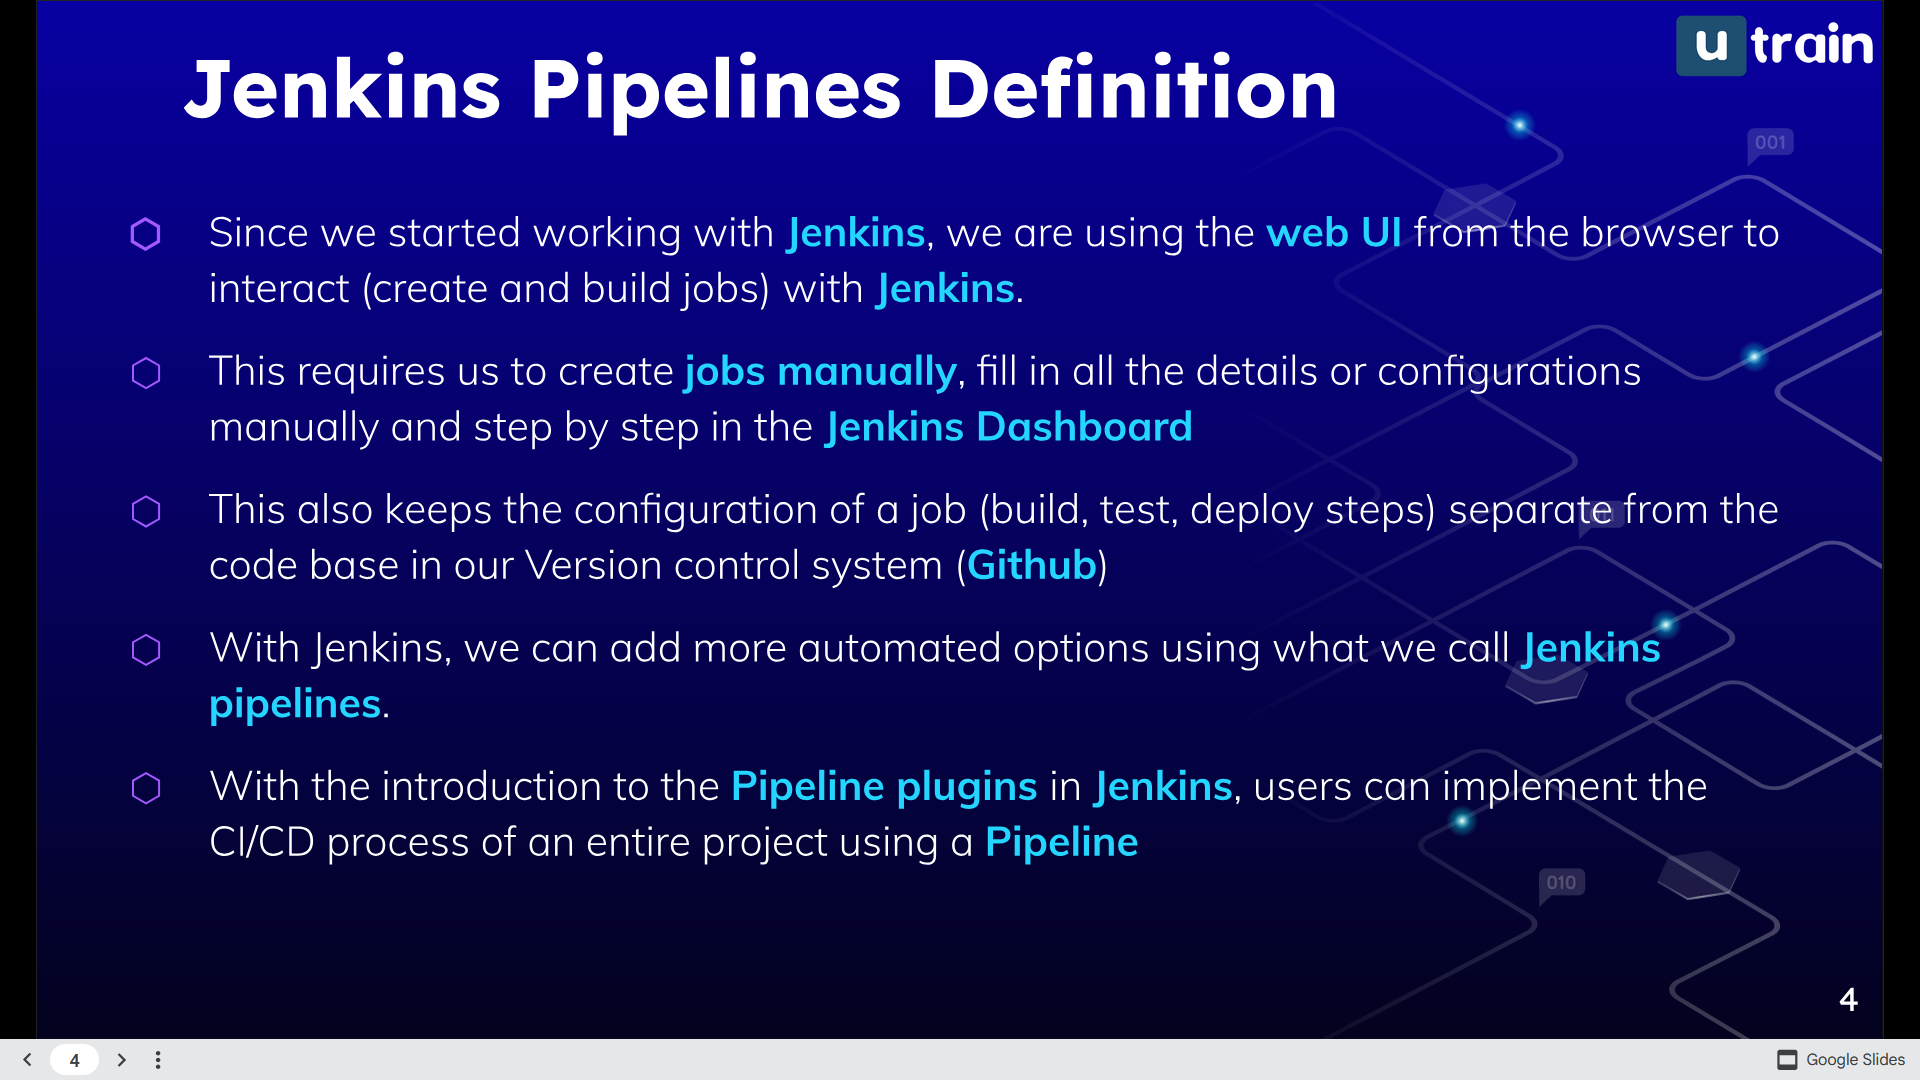 u train
Jenkins Pipelines Definition
001
Since we started working with Jenkins, we are using the web UI from the browser to
interact (create and build jobs) with Jenkins.
This requires us to create jobs manually, fill in all the details or configurations
manually and step by step in the Jenkins Dashboard
This also keeps the configuration of a job (build, test, deploy steps) separate from the
code base in our Version control system (Github)
With Jenkins, we can add more automated options using what we call Jenkins
pipelines.
With the introduction to the Pipeline plugins in Jenkins, users can implement the
CI/CD process of an entire project using a Pipeline
010
4
4
Google Slides